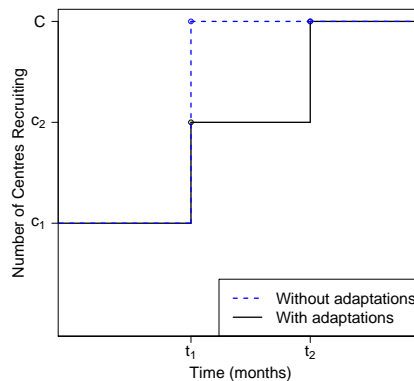 Number of Centres Recruiting
C
c₂
c₁
Without adaptations
With adaptations
t₁
t₂
Time (months)